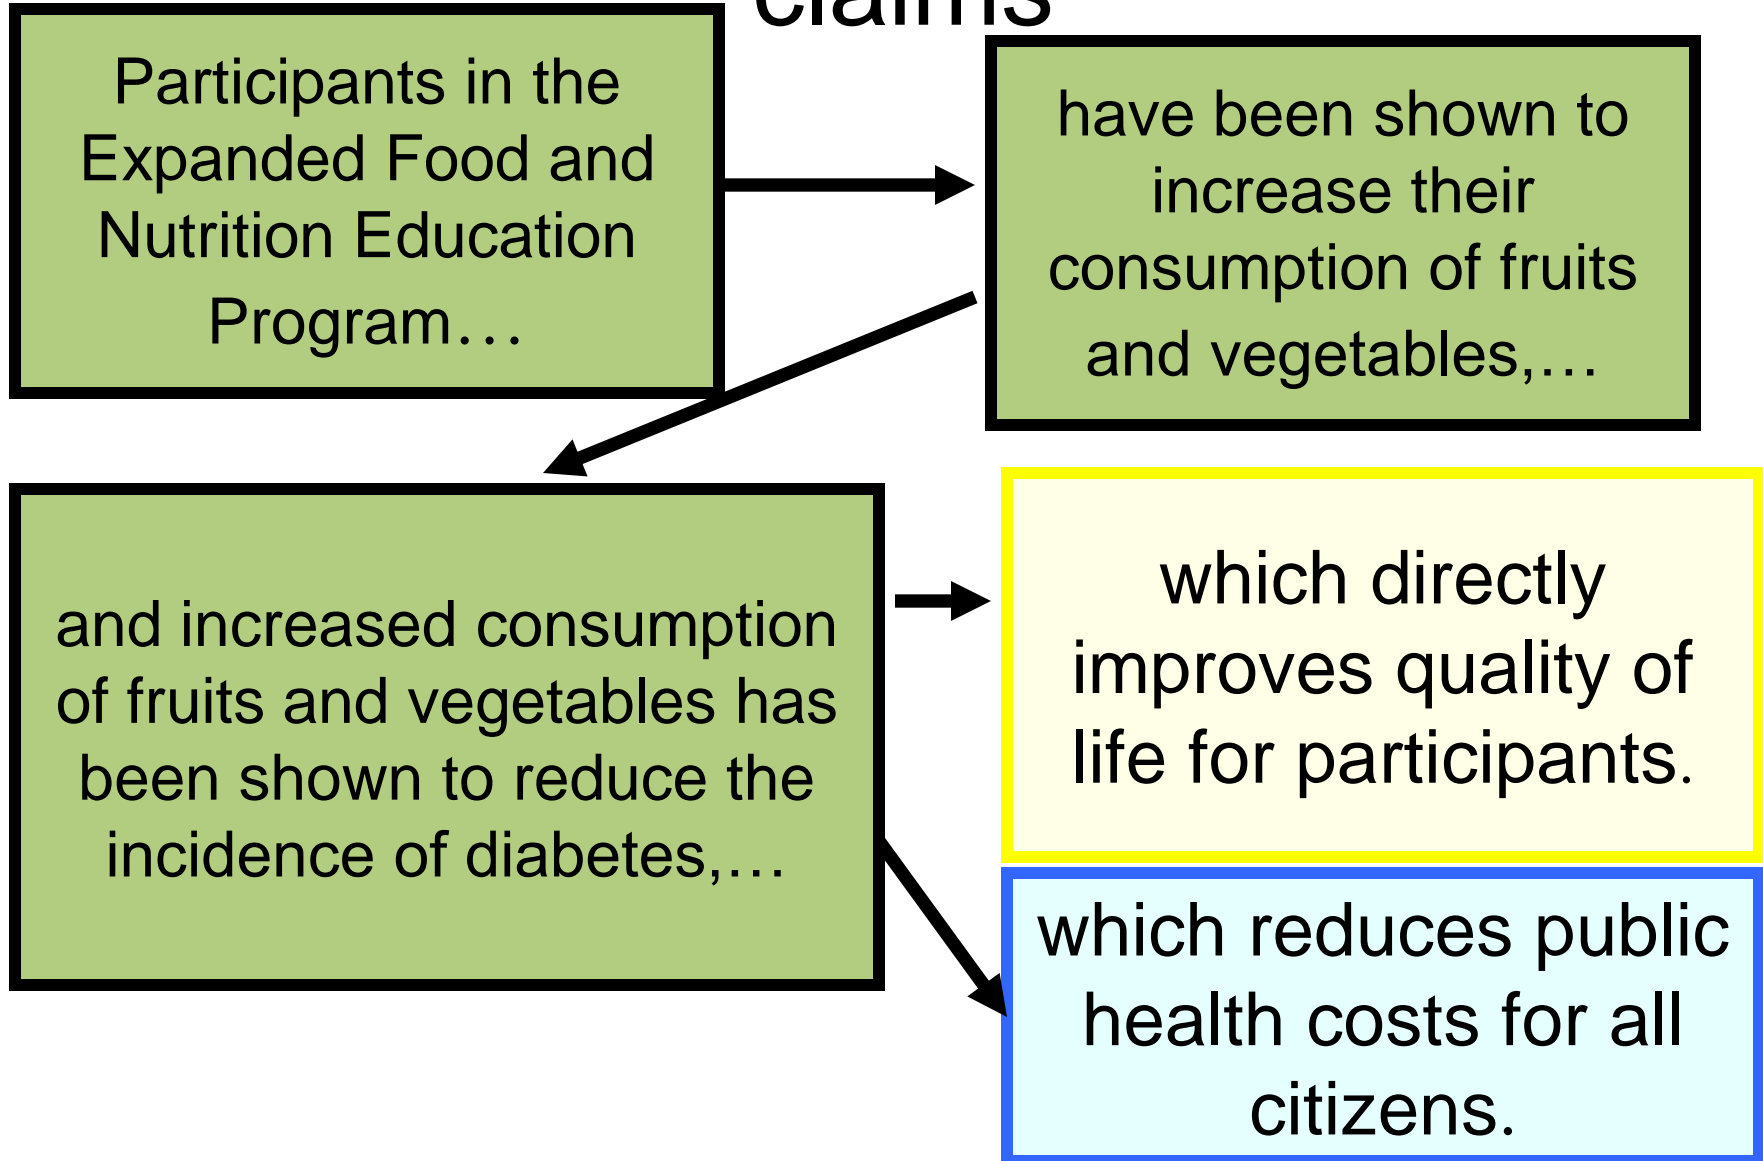 claims
Participants in the
Expanded Food and
Nutrition Education
Program…
have been shown to
increase their
consumption of fruits
and vegetables,…
and increased consumption
of fruits and vegetables has
been shown to reduce the
incidence of diabetes,…
which directly
improves quality of
life for participants.
which reduces public
health costs for all
citizens.